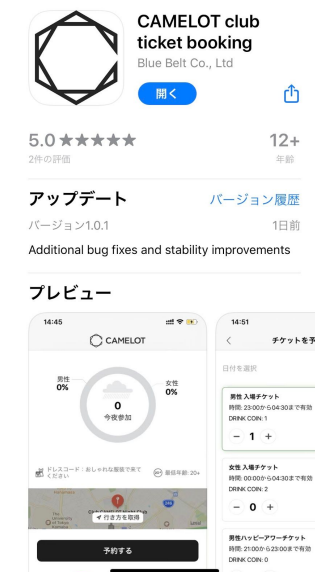 CAMELOT club
ticket booking
Blue Belt Co., Ltd
開く
5.0 ★★★★★
12+
2件の評価
年齢
アップデート
バージョン履歴
バージョン1.0.1
1日前
Additional bug fixes and stability improvements
プレビュー
14:45
CAMELOT
男性
0%
女性
0%
0
今夜参加
ドレスコード：おしゃれな服装で来て
ください
20+
最低年齢: 20+
The
University
of Tokyo
行き方を取得
予約する
14:51
チケットを予
日付を選択
男性 入場チケット
時間: 23:00から04:30まで有効
DRINK COIN: 1
− 1 +
女性 入場チケット
時間: 00:00から04:30まで有効
DRINK COIN: 2
− 0 +
男性ハッピーアワーチケット
時間: 21:00から23:00まで有効
DRINK COIN: 1